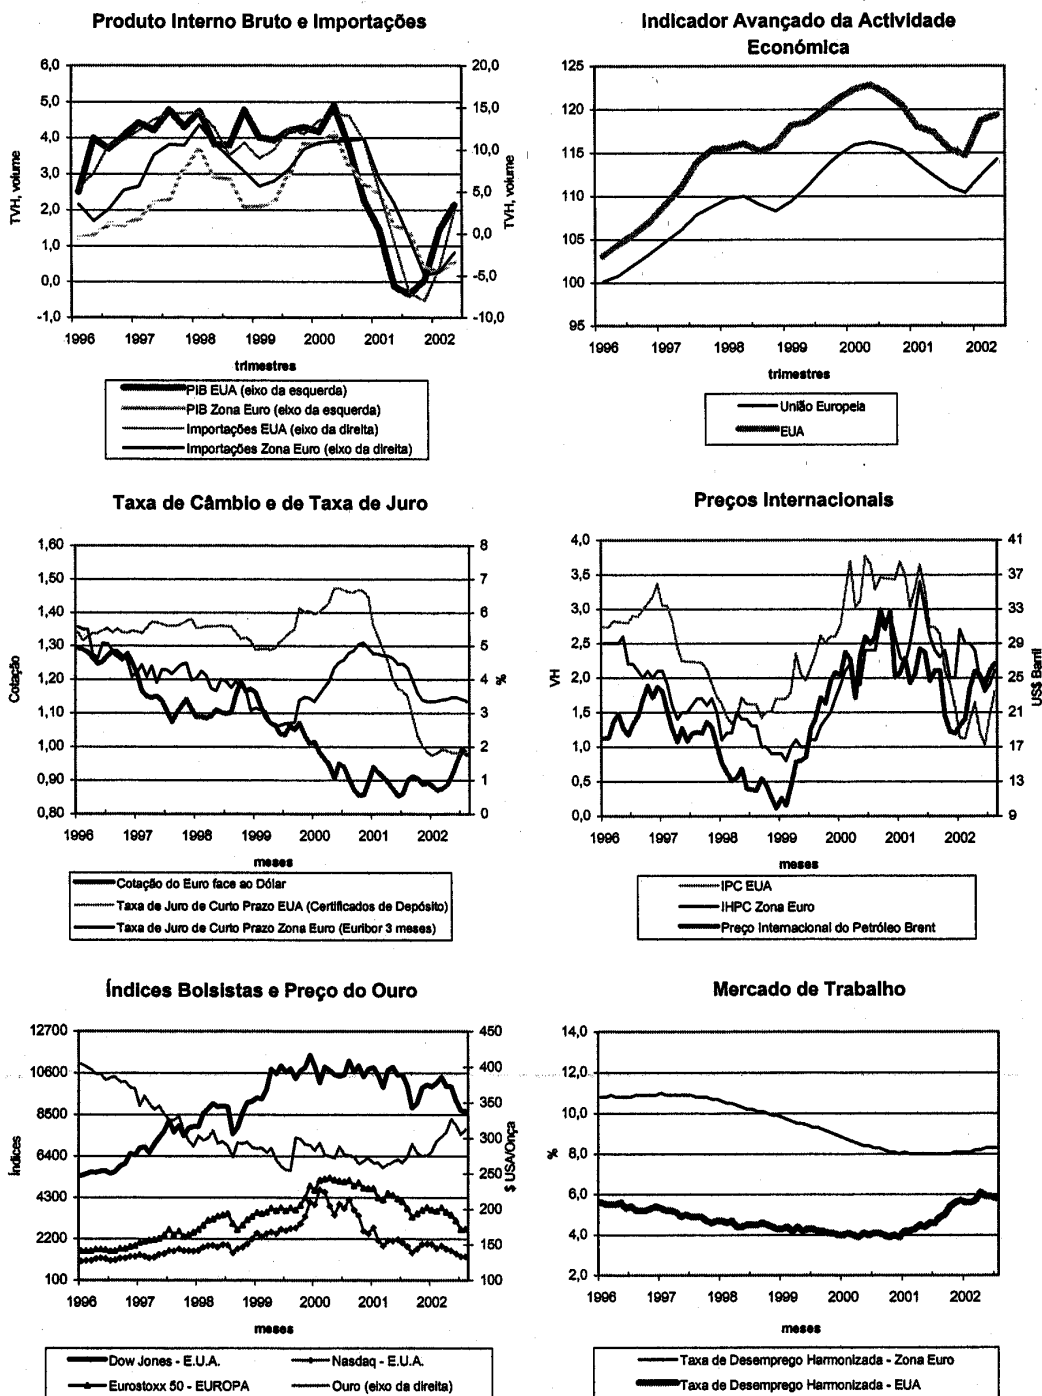 Produto Interno Bruto e Importações
6,0
5,0
4,0
3,0
2,0
1,0
0,0
-1,0
TVH, volume
20,0
15,0
10,0
5,0
0,0
-5,0
-10,0
TVH, volume
1996 1997 1998 1999 2000 2001 2002
trimestres
PIB EUA (eixo da esquerda)
PIB Zona Euro (eixo da esquerda)
Importações EUA (eixo da direita)
Importações Zona Euro (eixo da direita)
Indicador Avançado da Actividade
Económica
125
120
115
110
105
100
95
1996 1997 1998 1999 2000 2001 2002
trimestres
União Europeia
EUA
Taxa de Câmbio e de Taxa de Juro
1,60
1,50
1,40
1,30
1,20
1,10
1,00
0,90
0,80
Cotação
8
7
6
5
4
3
2
1
0
%
1996 1997 1998 1999 2000 2001 2002
meses
Cotação do Euro face ao Dólar
Taxa de Juro de Curto Prazo EUA (Certificados de Depósito)
Taxa de Juro de Curto Prazo Zona Euro (Euribor 3 meses)
Preços Internacionais
4,0
3,5
3,0
2,5
2,0
1,5
1,0
0,5
0,0
VH
41
37
33
29
25
21
17
13
9
US$ Barril
1996 1997 1998 1999 2000 2001 2002
meses
IPC EUA
IHPC Zona Euro
Preço Internacional do Petróleo Brent
Índices Bolsistas e Preço do Ouro
12700
10600
8500
6400
4300
2200
100
Índices
450
400
350
300
250
200
150
100
$ USA/Onça
1996 1997 1998 1999 2000 2001 2002
meses
Dow Jones - E.U.A. Nasdaq - E.U.A.
Eurostoxx 50 - EUROPA Ouro (eixo da direita)
Mercado de Trabalho
14,0
12,0
10,0
8,0
6,0
4,0
2,0
%
1996 1997 1998 1999 2000 2001 2002
meses
Taxa de Desemprego Harmonizada - Zona Euro
Taxa de Desemprego Harmonizada - EUA